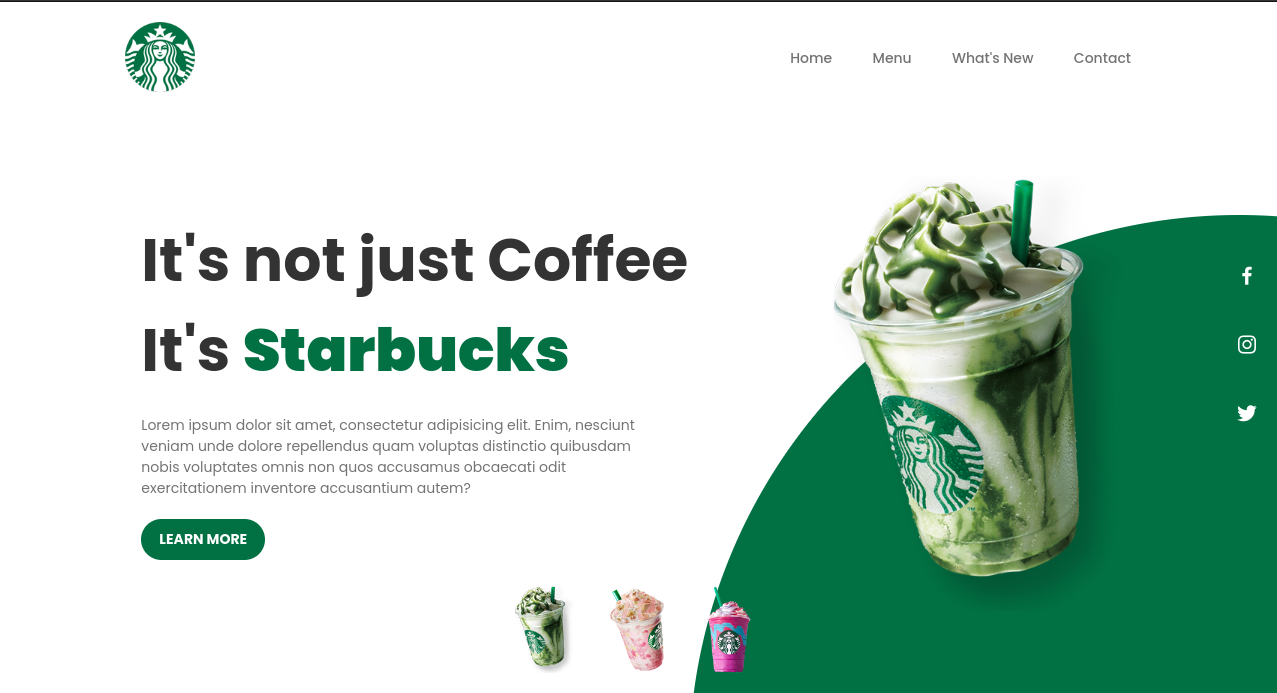 Home Menu What's New Contact
It's not just Coffee
It's Starbucks
Lorem ipsum dolor sit amet, consectetur adipisicing elit. Enim, nesciunt
veniam unde dolore repellendus quam voluptas distinctio quibusdam
nobis voluptates omnis non quos accusamus obcaecati odit
exercitationem inventore accusantium autem?
LEARN MORE